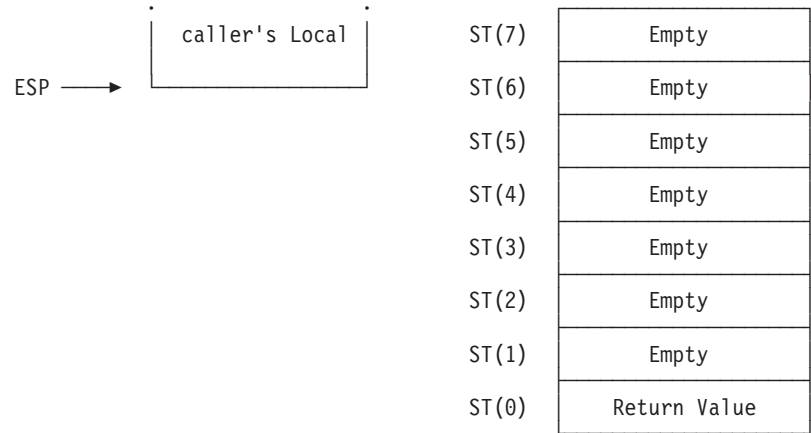 caller's Local
ESP
ST(7) Empty
ST(6) Empty
ST(5) Empty
ST(4) Empty
ST(3) Empty
ST(2) Empty
ST(1) Empty
ST(0) Return Value